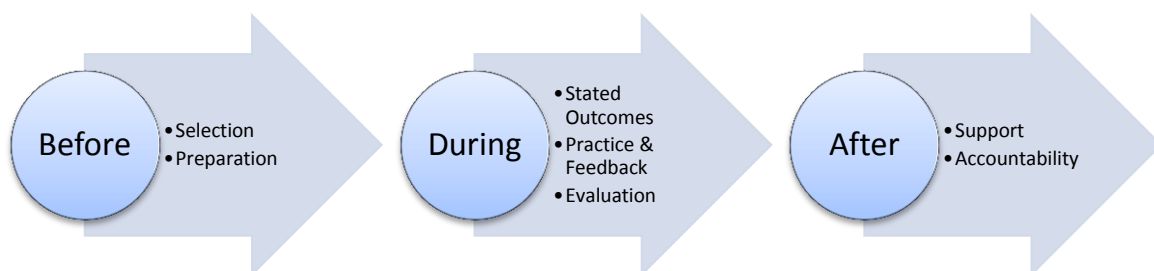 Before
•Selection
•Preparation
During
•Stated
Outcomes
•Practice &
Feedback
•Evaluation
After
•Support
•Accountability